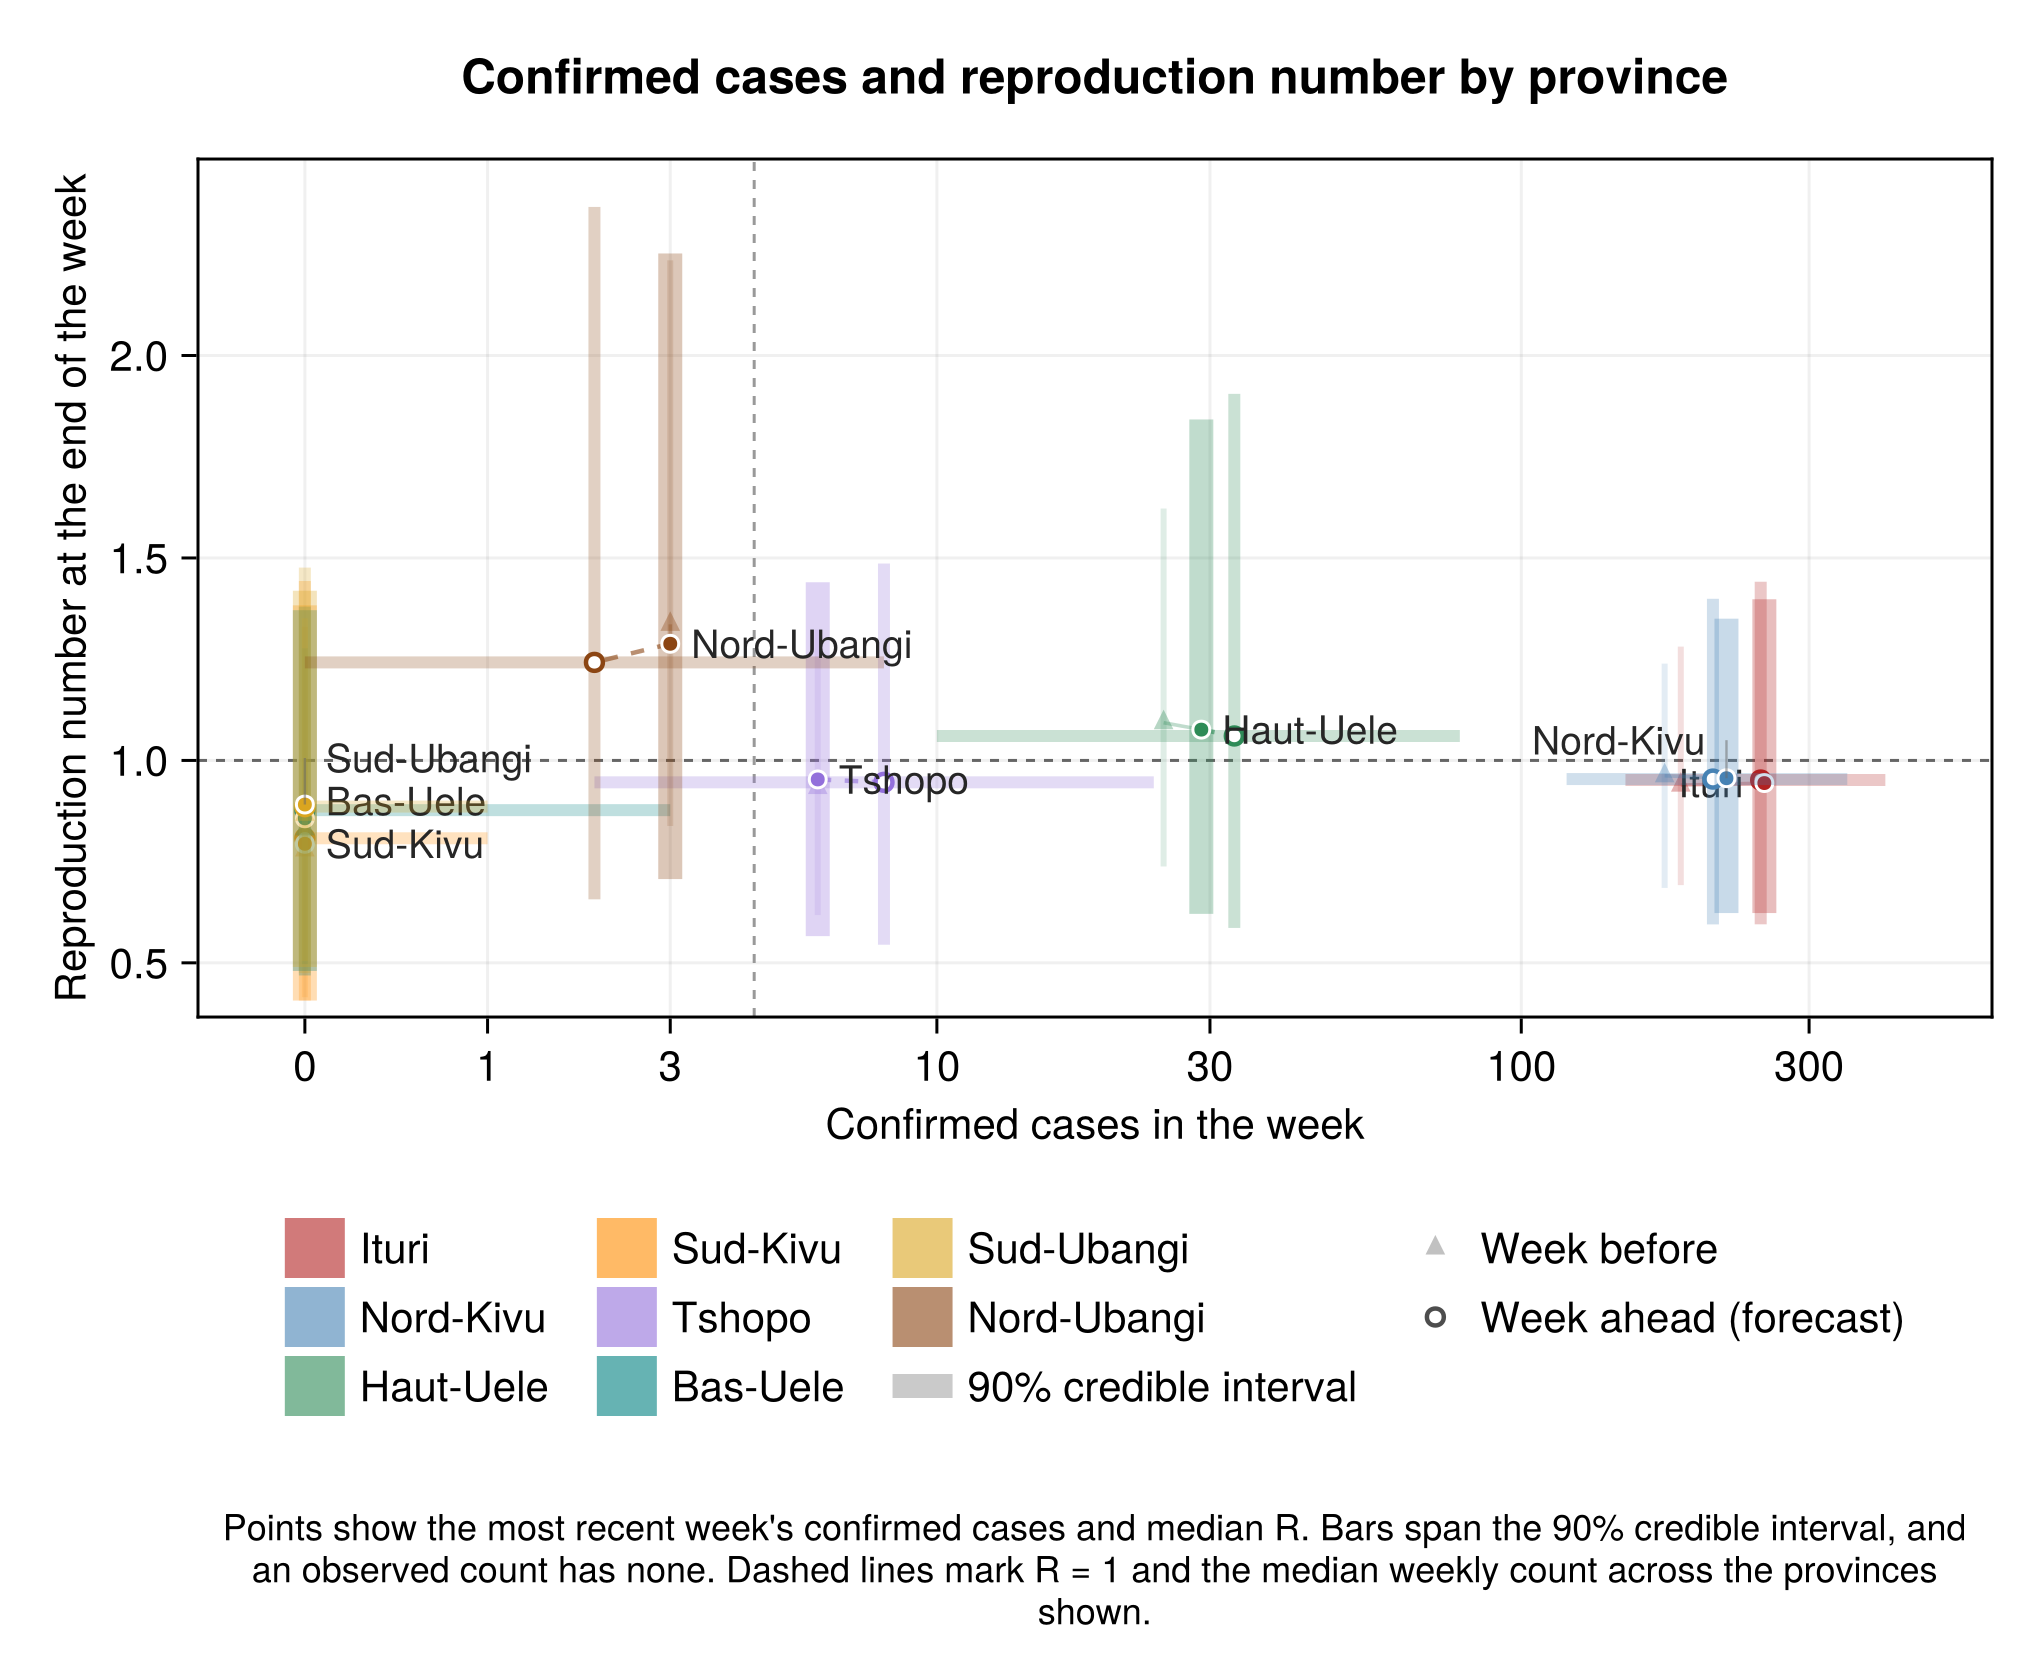 Confirmed cases and reproduction number by province
Reproduction number at the end of the week
2.0
1.5
1.0
0.5
Nord-Ubangi
Haut-Uele
Nord-Kivu
Sud-Ubangi
Tshopo
Ituri
Bas-Uele
Sud-Kivu
0 1 3 10 30 100 300
Confirmed cases in the week
Ituri Sud-Kivu Sud-Ubangi Week before
Nord-Kivu Tshopo Nord-Ubangi Week ahead (forecast)
Haut-Uele Bas-Uele 90% credible interval
Points show the most recent week's confirmed cases and median R. Bars span the 90% credible interval, and
an observed count has none. Dashed lines mark R = 1 and the median weekly count across the provinces
shown.